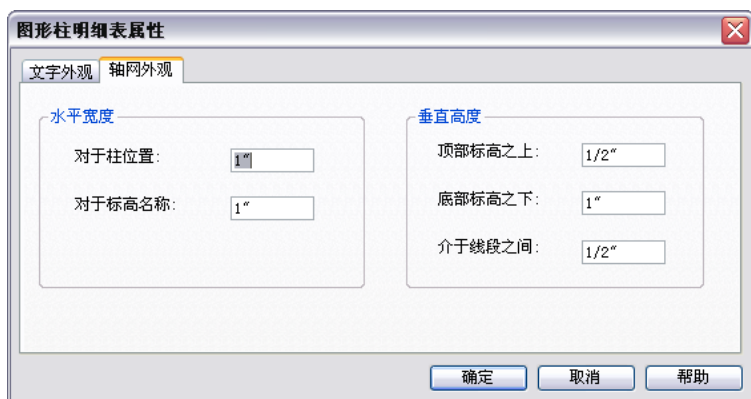 图形柱明细表属性
文字外观 轴网外观
水平宽度
对于柱位置: 1"
对于标高名称: 1"
垂直高度
顶部标高之上: 1/2"
底部标高之下: 1"
介于线段之间: 1/2"
确定 取消 帮助